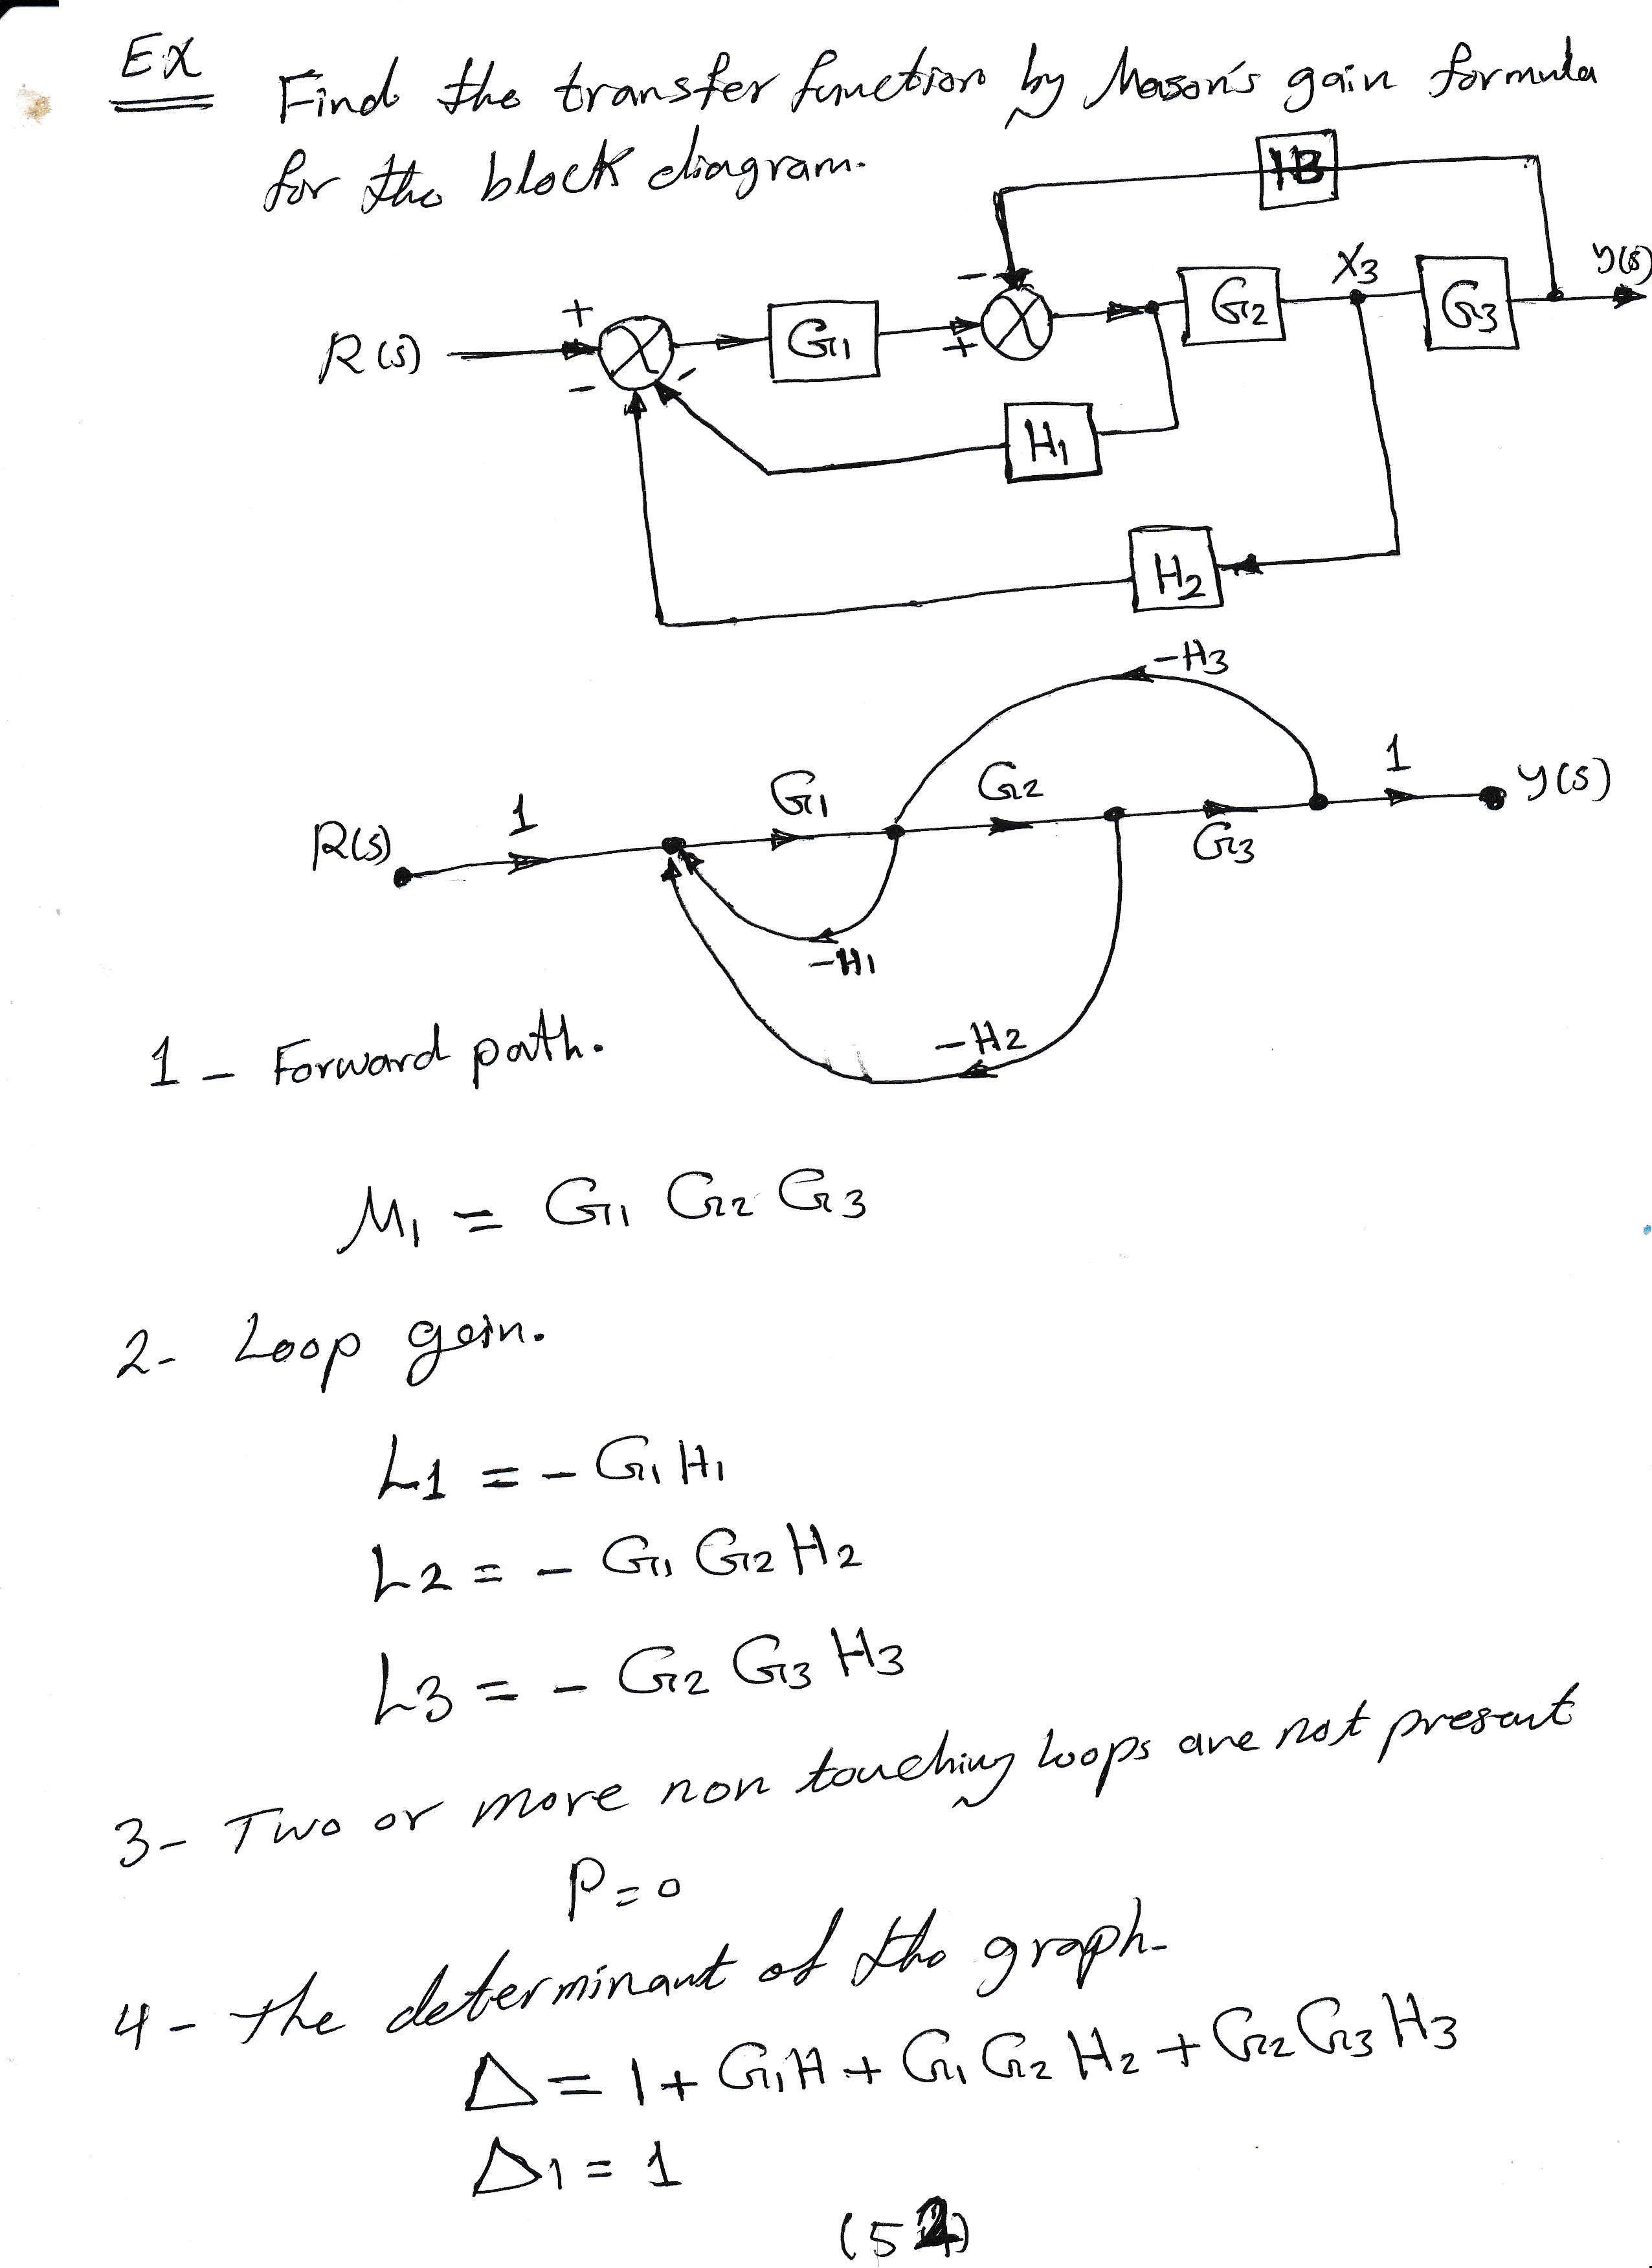 EX Find the transfer function by Mason's gain formula
for the block diagram.
H3
R(s) + - - G1 - + G2 X3 G3 y(s)
H1
H2
-H3
R(s) 1 G1 G2 G3 1 y(s)
-H1
-H2
1 - Forward path.
M1 = G1 G2 G3
2- Loop gain.
L1 = - G1 H1
L2 = - G1 G2 H2
L3 = - G2 G3 H3
3- Two or more non touching loops are not present
P=0
4- the determinant of the graph-
Δ = 1 + G1H + G1 G2 H2 + G2 G3 H3
Δ1 = 1
(52)